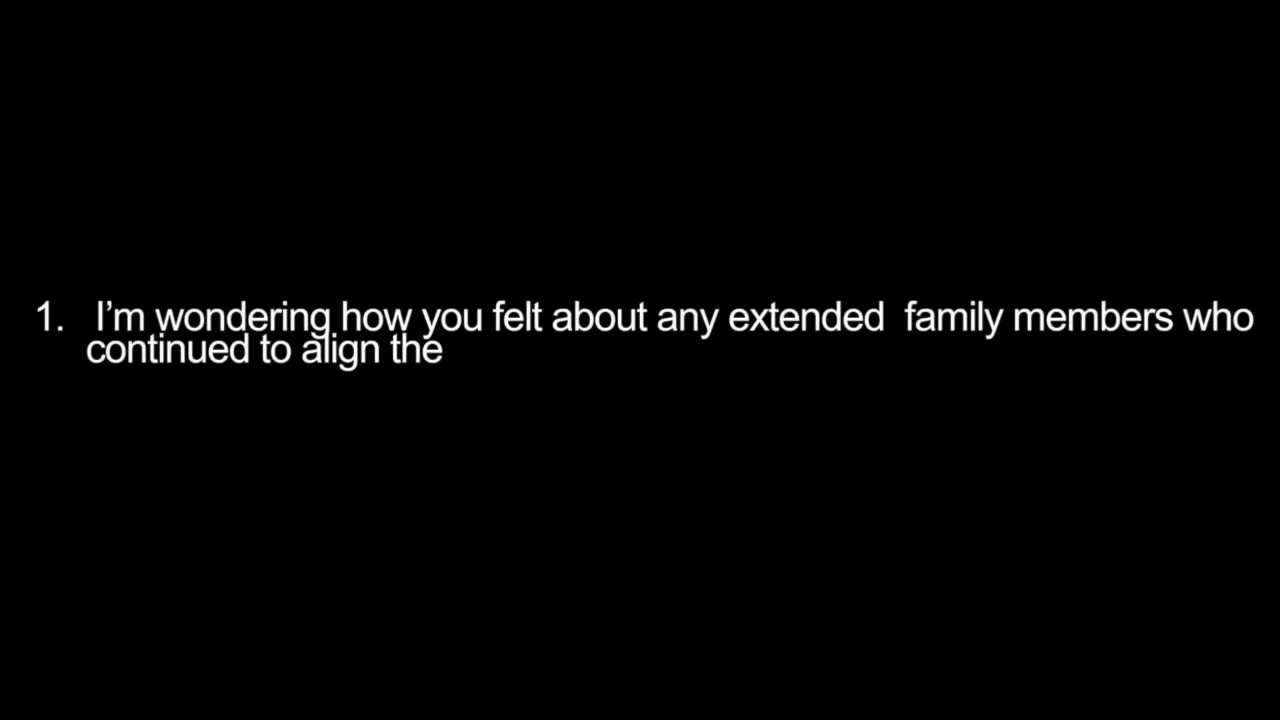 1. I'm wondering how you felt about any extended family members who
continued to align the